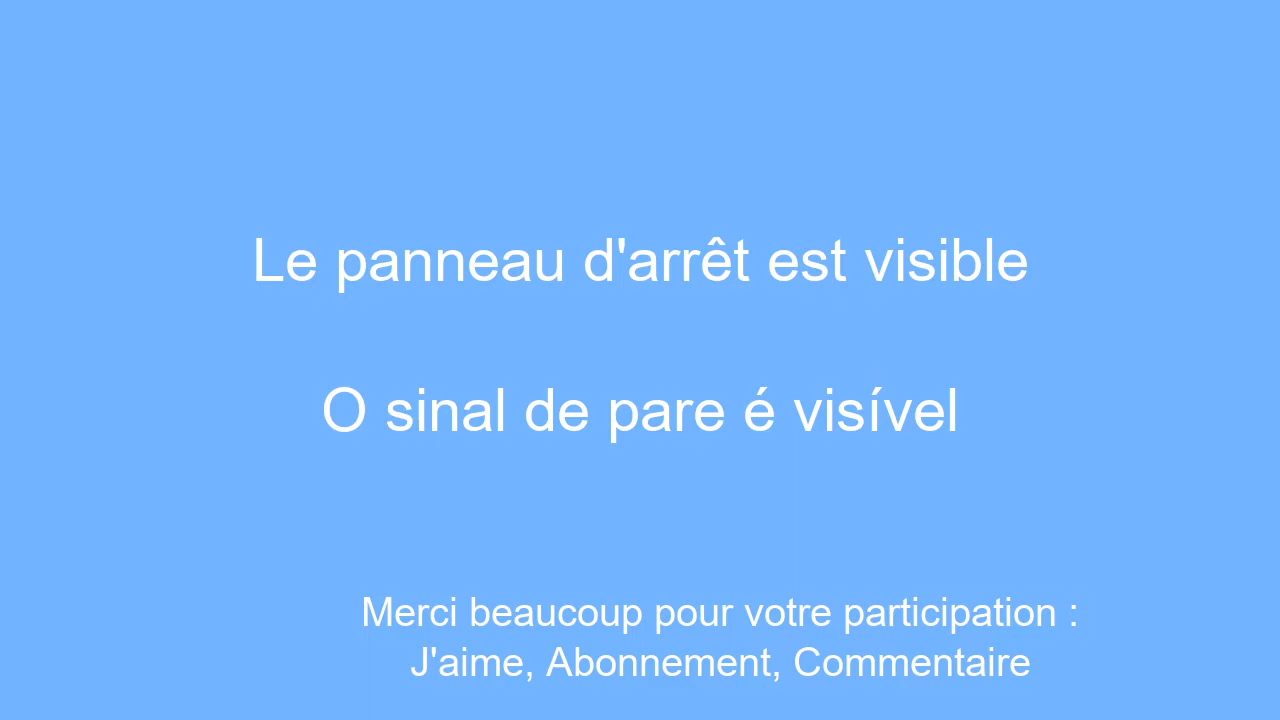 Le panneau d'arrêt est visible
O sinal de pare é visível
Merci beaucoup pour votre participation :
J'aime, Abonnement, Commentaire